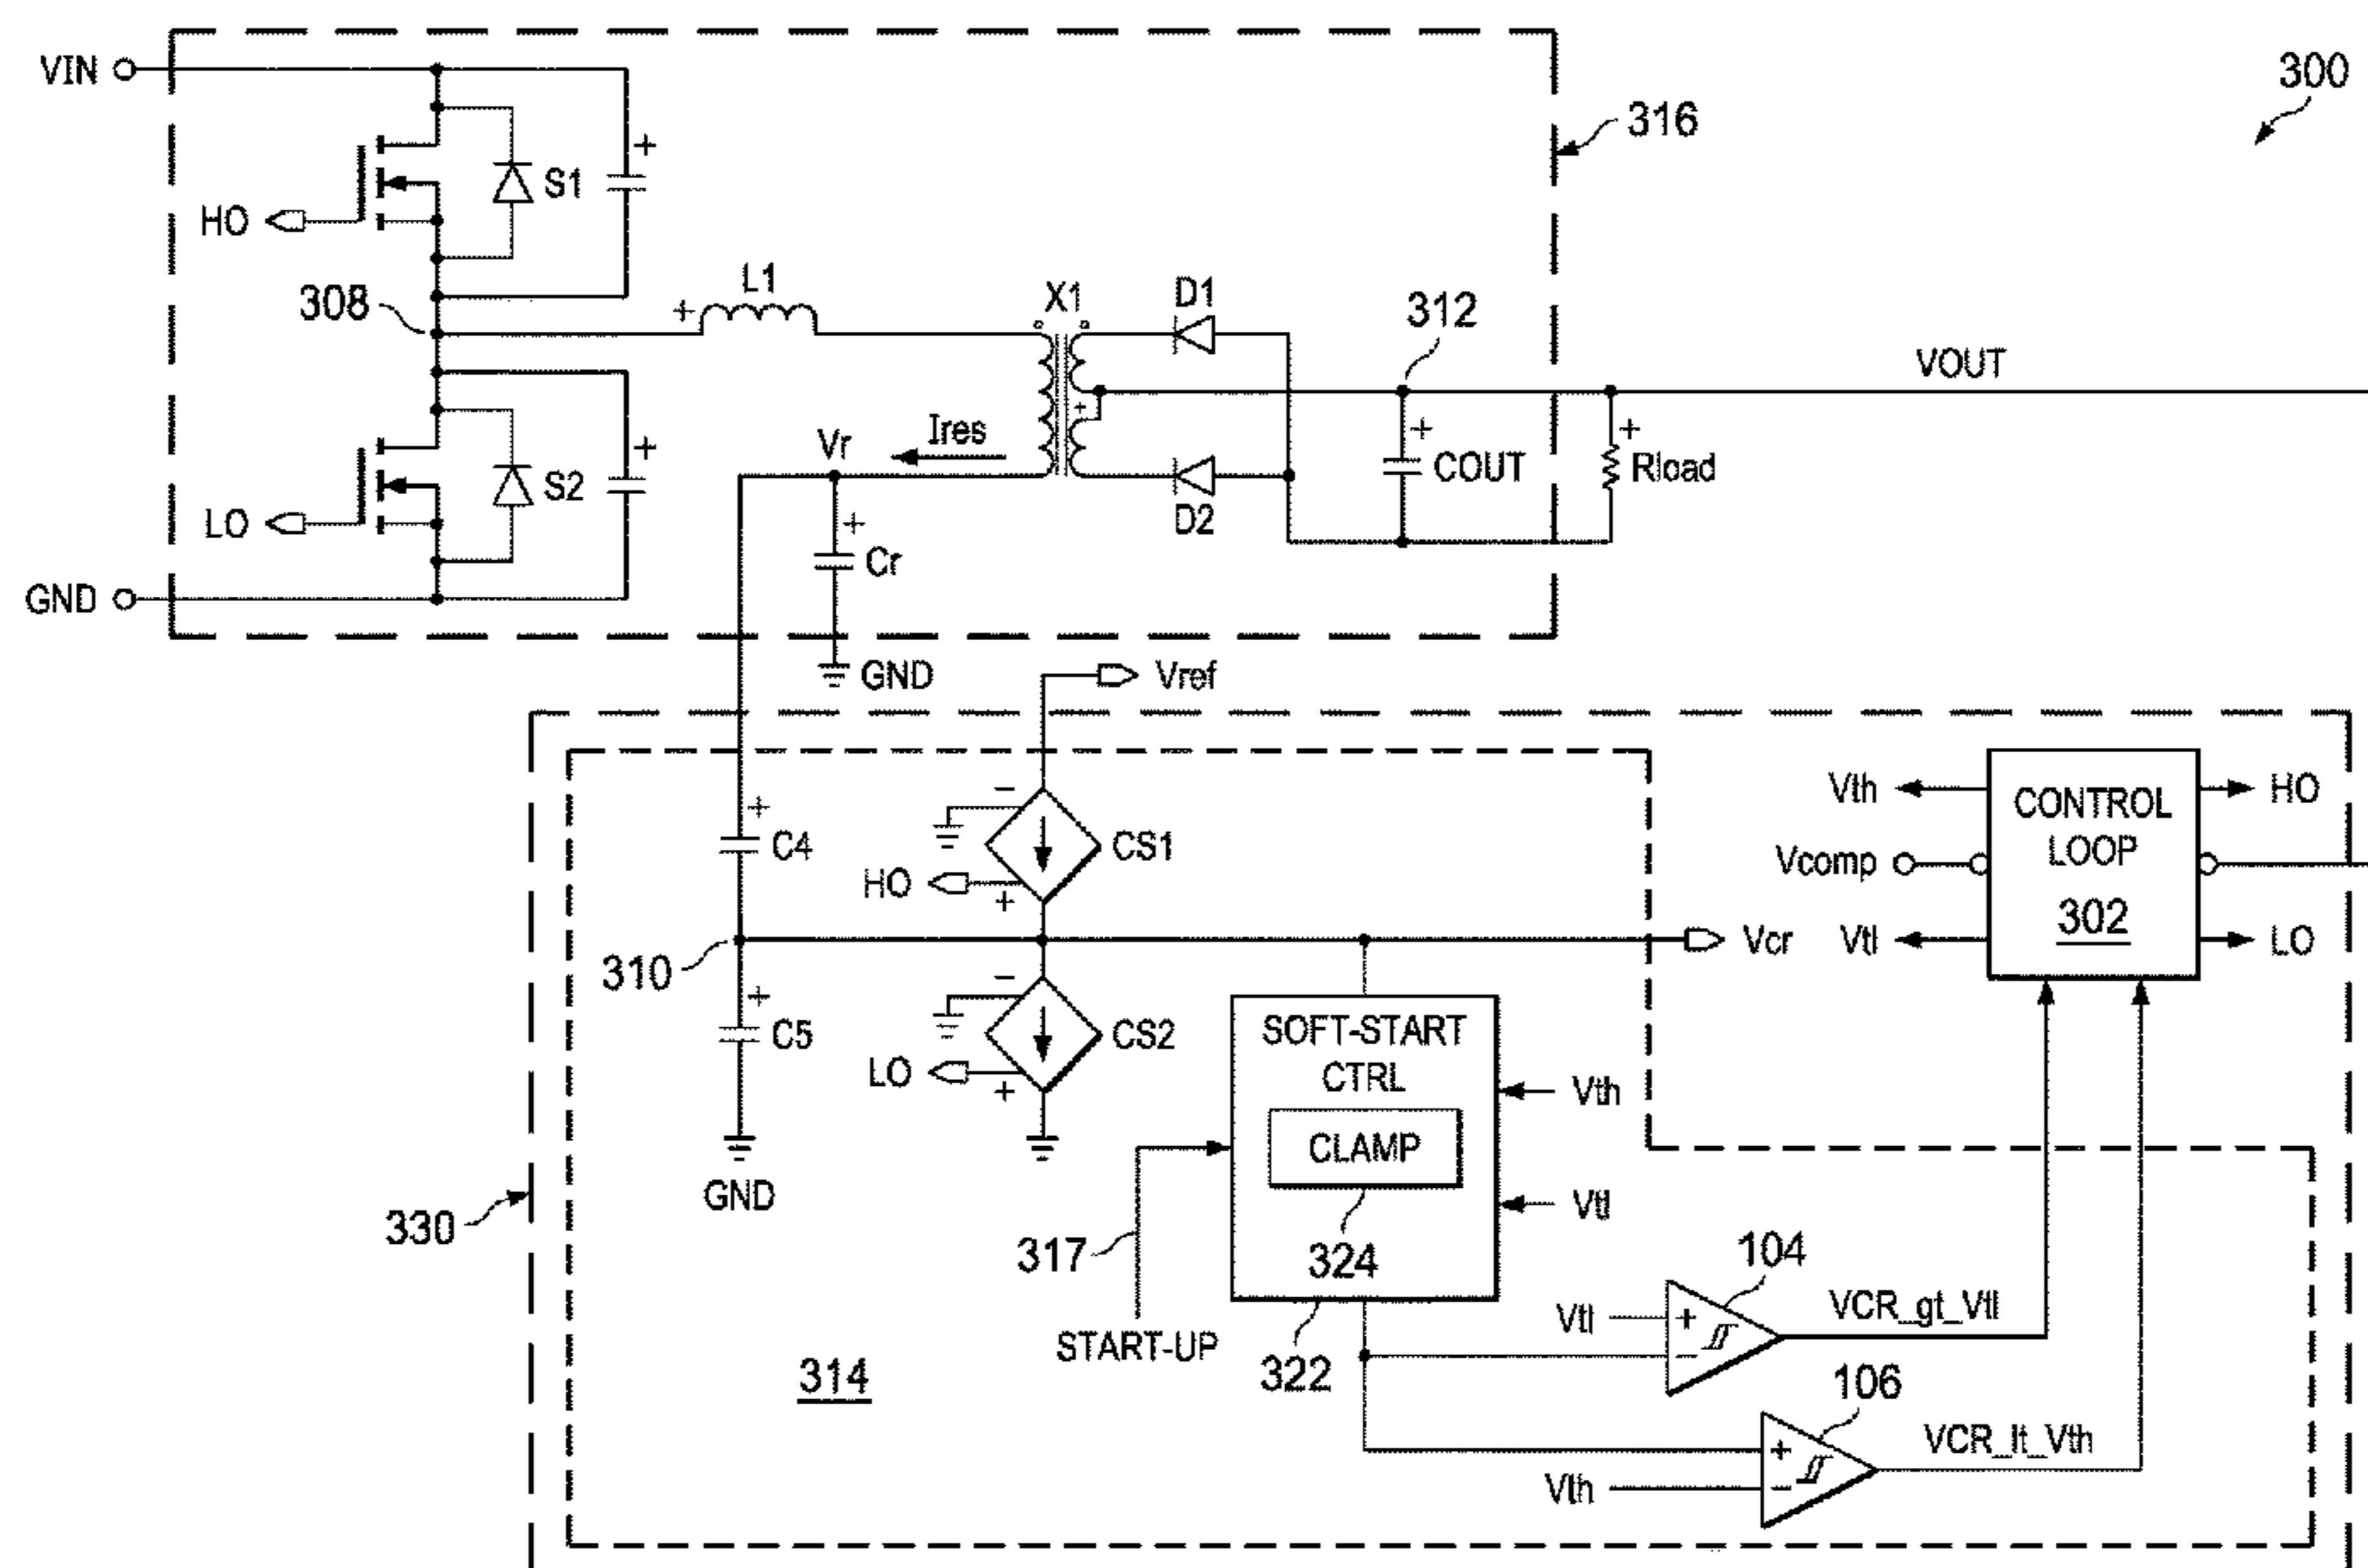 VIN
HO
S1
308
LO
S2
GND
L1
X1
D1
312
316
300
VOUT
Vr
Ires
Cr
GND
D2
COUT
Rload
+
+
+
+
+
+
+
Vref
-
+
C4
HO
+
CS1
310
Vcr
+
C5
GND
-
CS2
LO
+
SOFT-START
CTRL
CLAMP
324
322
Vth
Vtl
317
START-UP
330
314
Vth
Vcomp
Vtl
CONTROL
LOOP
302
HO
LO
Vtl
+
-
104
VCR_gt_Vtl
106
+
Vth
-
VCR_lt_Vth